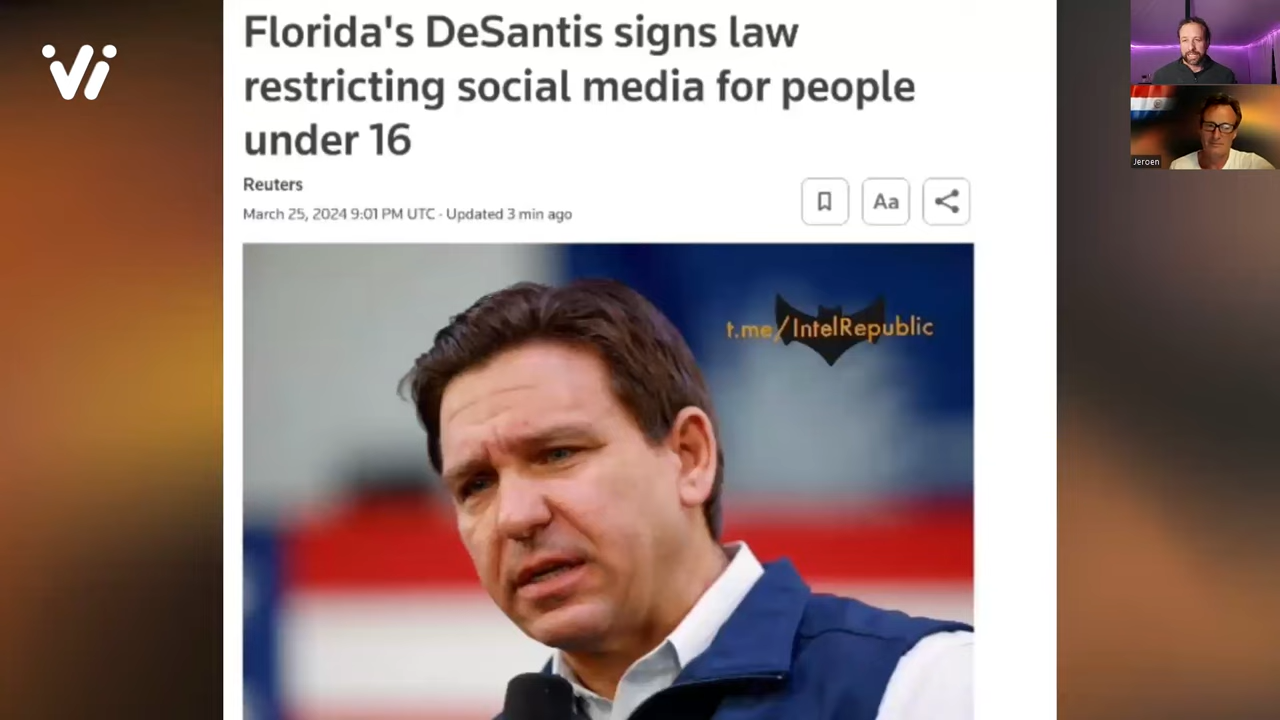 Florida's DeSantis signs law
restricting social media for people
under 16
Reuters
March 25, 2024 9:01 PM UTC · Updated 3 min ago
Aa
t.me/IntelRepublic
Jeroen